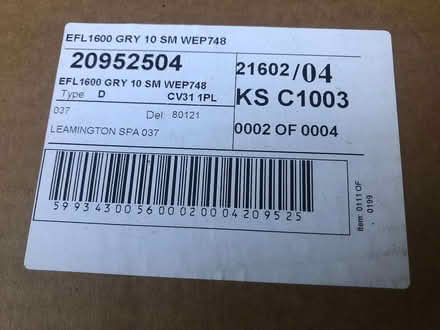 EFL1600 GRY 10 SM WEP748
20952504
EFL1600 GRY 10 SM WEP748
Type D CV31 1PL
037 Del 80121
LEAMINGTON SPA 037
21602/04
KS C1003
0002 OF 0004
5993430056000200042095​25
Item: 0111 OF
0199